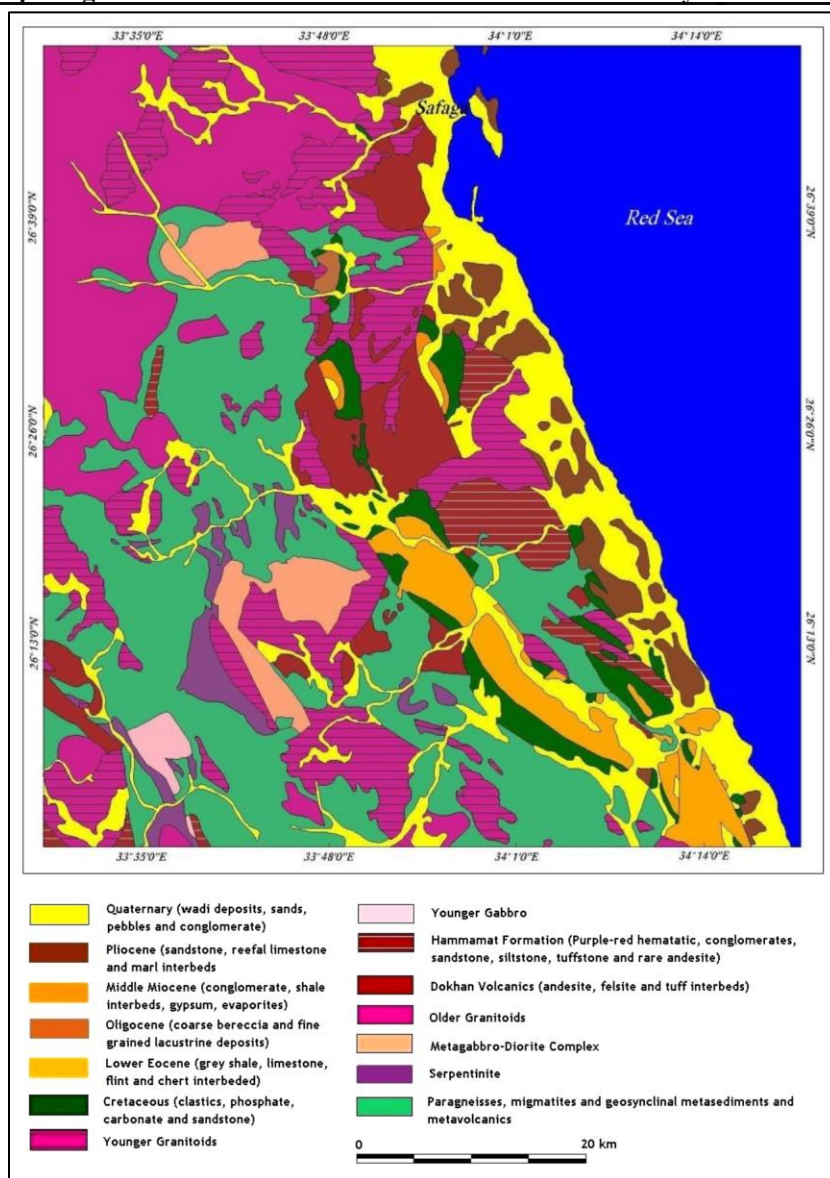 33°35'0"E 33°48'0"E 34°1'0"E 34°14'0"E
Safaga
26°39'0"N
Red Sea
26°39'0"N
26°26'0"N
26°26'0"N
26°13'0"N
26°13'0"N
33°35'0"E 33°48'0"E 34°1'0"E 34°14'0"E
Quaternary (wadi deposits, sands,
pebbles and conglomerate)
Pliocene (sandstone, reefal limestone
and marl interbeds
Middle Miocene (conglomerate, shale
interbeds, gypsum, evaporites)
Oligocene (coarse bereccia and fine
grained lacustrine deposits)
Lower Eocene (grey shale, limestone,
flint and chert interbeded)
Cretaceous (clastics, phosphate,
carbonate and sandstone)
Younger Granitoids
Younger Gabbro
Hammamat Formation (Purple-red hematatic, conglomerates,
sandstone, siltstone, tuffstone and rare andesite)
Dokhan Volcanics (andesite, felsite and tuff interbeds)
Older Granitoids
Metagabbro-Diorite Complex
Serpentinite
Paragneisses, migmatites and geosynclinal metasediments and
metavolcanics
0 20 km